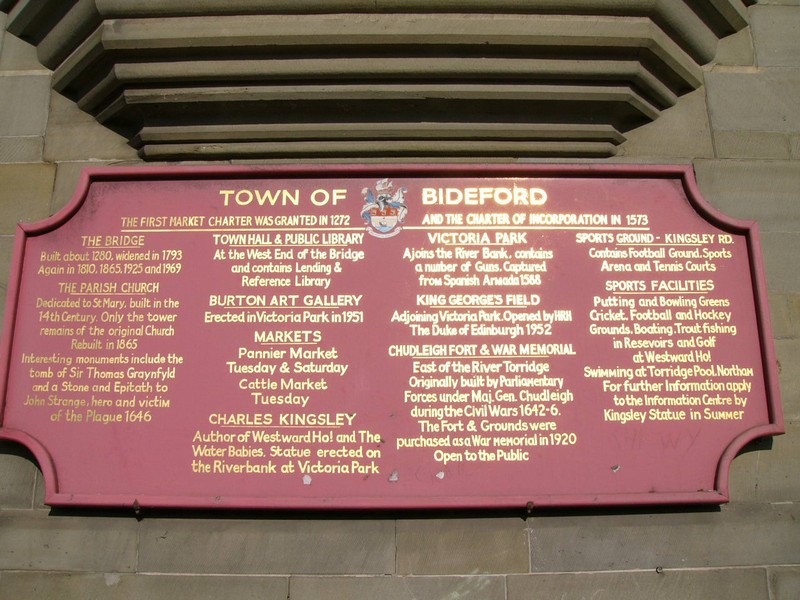 TOWN OF BIDEFORD
THE FIRST MARKET CHARTER WAS GRANTED IN 1272 AND THE CHARTER OF INCORPORATION IN 1573
THE BRIDGE
Built about 1280, widened in 1793
Again in 1810, 1865, 1925 and 1969
THE PARISH CHURCH
Dedicated to St Mary, built in the
14th Century. Only the tower
remains of the original Church
Rebuilt in 1865
Interesting monuments include the
tomb of Sir Thomas Graynfyld
and a Stone and Epitath to
John Strange, hero and victim
of the Plague 1646
TOWN HALL & PUBLIC LIBRARY
At the West End of the Bridge
and contains Lending &
Reference Library
BURTON ART GALLERY
Erected in Victoria Park in 1951
MARKETS
Pannier Market
Tuesday & Saturday
Cattle Market
Tuesday
CHARLES KINGSLEY
Author of Westward Ho! and The
Water Babies. Statue erected on
the Riverbank at Victoria Park
VICTORIA PARK
Ajoins the River Bank, contains
a number of Guns, Captured
from Spanish Armada 1588
KING GEORGE'S FIELD
Adjoining Victoria Park. Opened by HRH
The Duke of Edinburgh 1952
CHUDLEIGH FORT & WAR MEMORIAL
East of the River Torridge
Originally built by Parliamentary
Forces under Maj. Gen. Chudleigh
during the Civil Wars 1642-6.
The Fort & Grounds were
purchased as a War memorial in 1920
Open to the Public
SPORTS GROUND - KINGSLEY RD.
Contains Football Ground, Sports
Arena and Tennis Courts
SPORTS FACILITIES
Putting and Bowling Greens
Cricket, Football and Hockey
Grounds. Boating. Trout fishing
in Resevoirs and Golf
at Westward Ho!
Swimming at Torridge Pool, Northam
For further Information apply
to the Information Centre by
Kingsley Statue in Summer